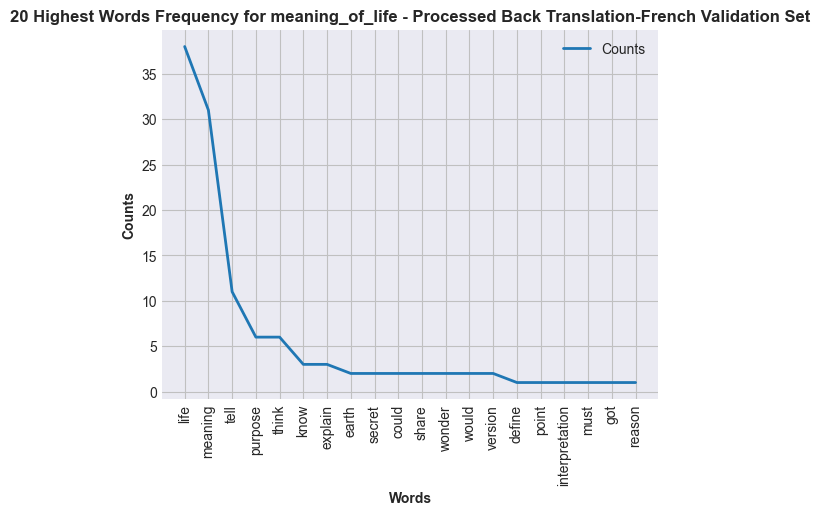 20 Highest Words Frequency for meaning_of_life - Processed Back Translation-French Validation Set
Counts
35
30
25
20
15
10
5
0
Counts
life
meaning
tell
purpose
think
know
explain
earth
secret
could
share
wonder
would
version
define
point
interpretation
must
got
reason
Words